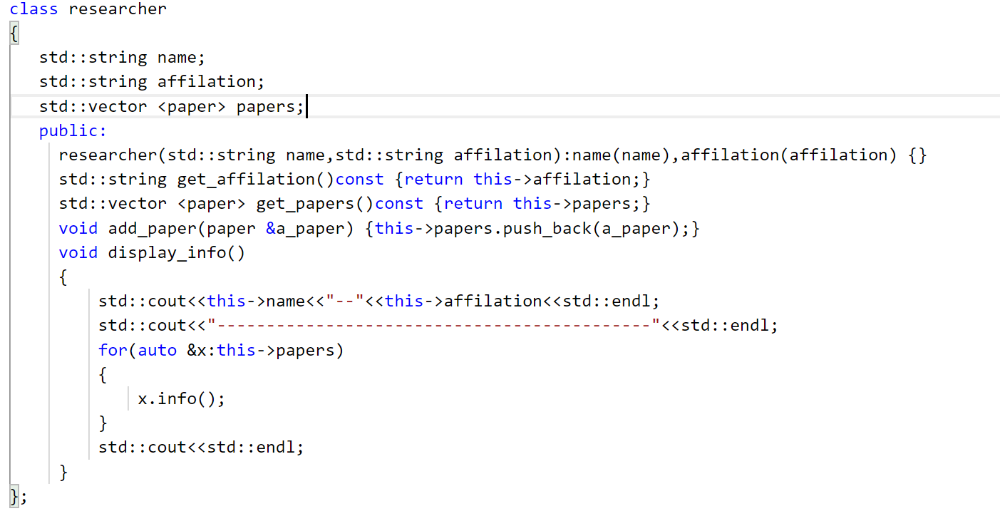 class researcher
{
std::string name;
std::string affilation;
std::vector <paper> papers;
public:
researcher(std::string name,std::string affilation):name(name),affilation(affilation) {}
std::string get_affilation()const {return this->affilation;}
std::vector <paper> get_papers()const {return this->papers;}
void add_paper(paper &a_paper) {this->papers.push_back(a_paper);}
void display_info()
{
std::cout<<this->name<<"--"<<this->affilation<<std::endl;
std::cout<<"--------------------------------------------"<<std::endl;
for(auto &x:this->papers)
{
x.info();
}
std::cout<<std::endl;
}
};